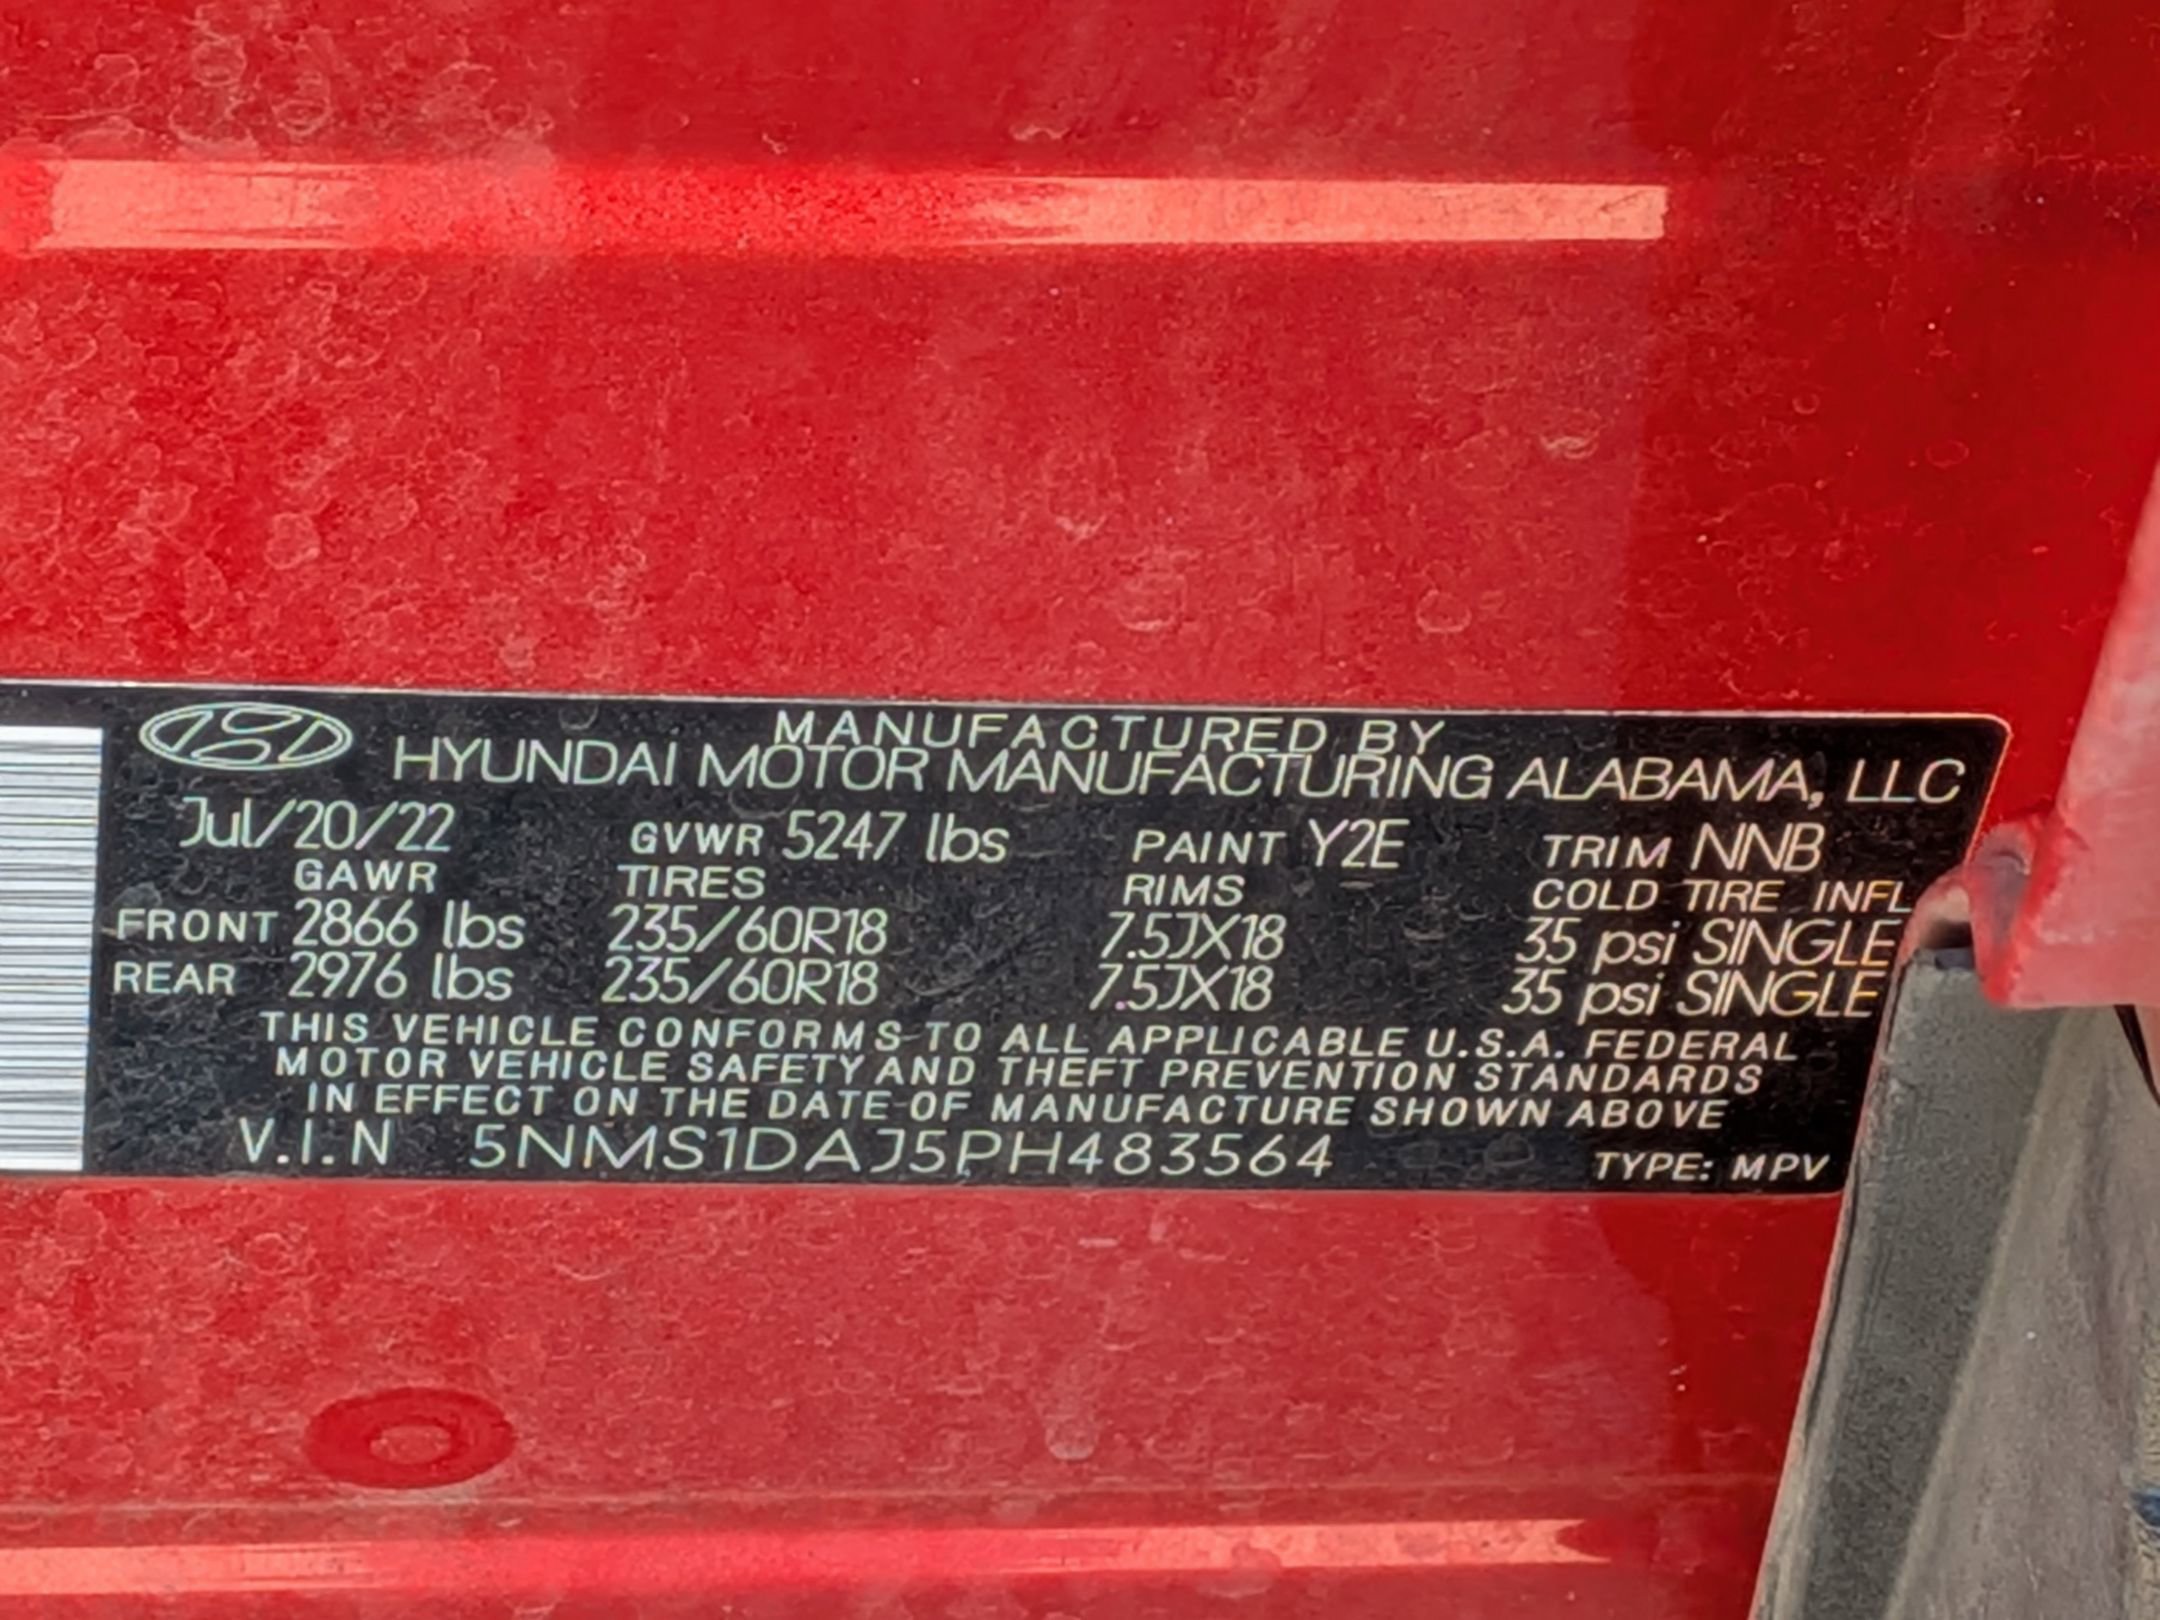 MANUFACTURED BY
HYUNDAI MOTOR MANUFACTURING ALABAMA, LLC
Jul/20/22 GVWR 5247 lbs PAINT Y2E TRIM NNB
GAWR TIRES RIMS COLD TIRE INFL
FRONT 2866 lbs 235/60R18 7.5JX18 35 psi SINGLE
REAR 2976 lbs 235/60R18 7.5JX18 35 psi SINGLE
THIS VEHICLE CONFORMS TO ALL APPLICABLE U.S.A. FEDERAL
MOTOR VEHICLE SAFETY AND THEFT PREVENTION STANDARDS
IN EFFECT ON THE DATE OF MANUFACTURE SHOWN ABOVE
V.I.N 5NMS1DAJ5PH483564 TYPE: MPV